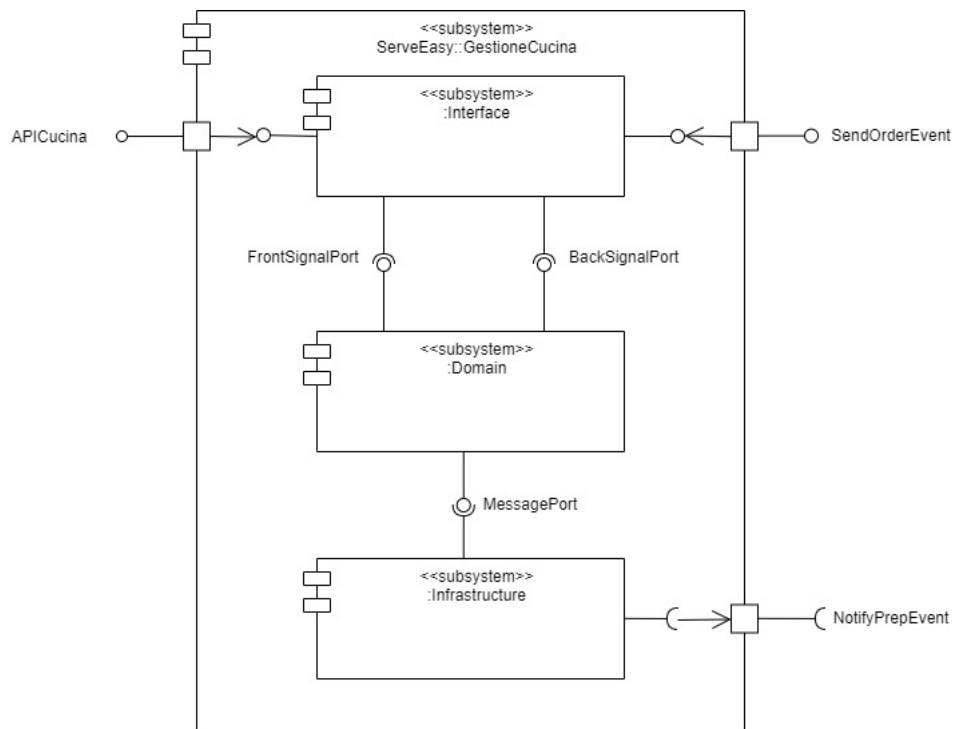 <<subsystem>>
ServeEasy::GestioneCucina
<<subsystem>>
:Interface
APICucina
SendOrderEvent
FrontSignalPort
BackSignalPort
<<subsystem>>
:Domain
MessagePort
<<subsystem>>
:Infrastructure
NotifyPrepEvent